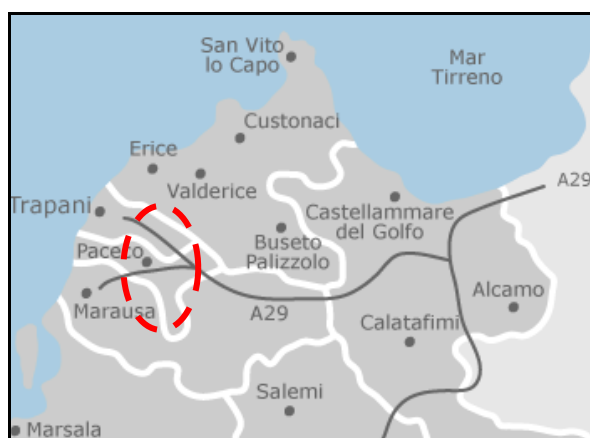 San Vito
lo Capo
Mar
Tirreno
Custonaci
Erice
Valderice
A29
Trapani
Castellammare
del Golfo
Buseto
Palizzolo
Paceco
Marausa
A29
Alcamo
Calatafimi
Salemi
Marsala